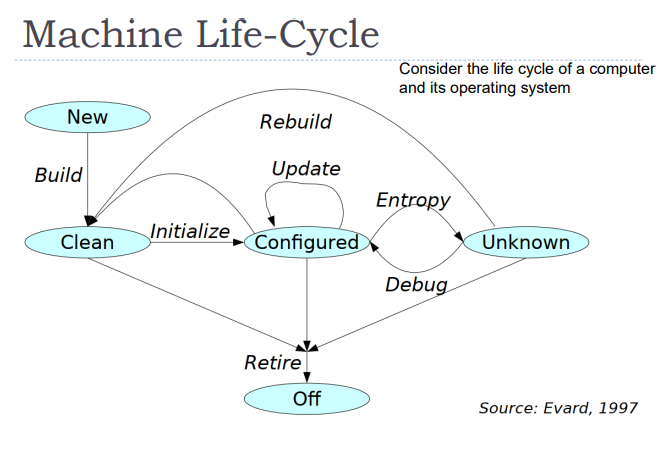 Machine Life-Cycle
Consider the life cycle of a computer
and its operating system
New
Rebuild
Build
Update
Entropy
Clean
Initialize
Configured
Unknown
Debug
Retire
Off
Source: Evard, 1997